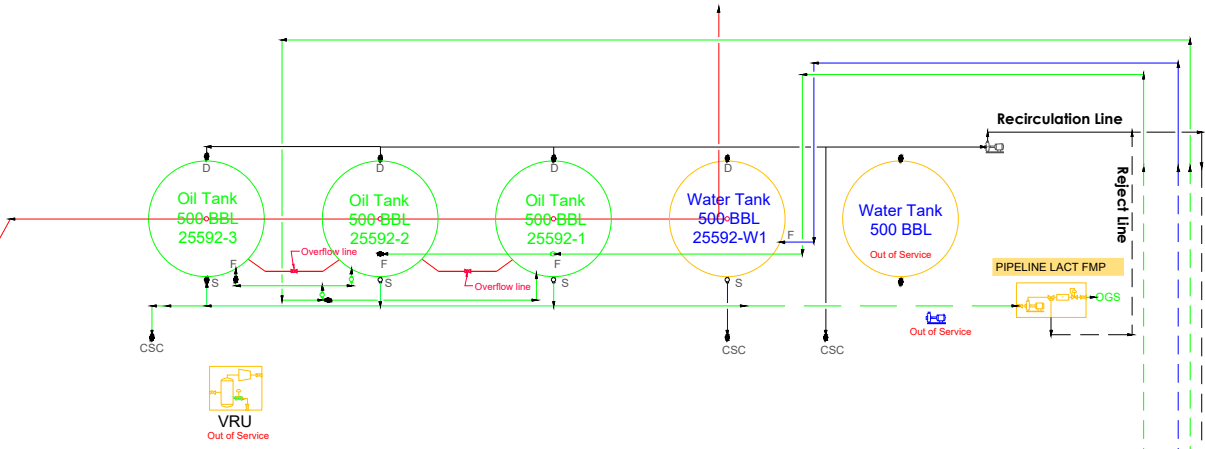 Recirculation Line
D
D
D
D
Oil Tank
500 BBL
25592-3
Oil Tank
500 BBL
25592-2
Oil Tank
500 BBL
25592-1
Water Tank
500 BBL
25592-W1
Water Tank
500 BBL
Out of Service
Reject Line
F
F
F
F
Overflow line
Overflow line
S
S
S
S
PIPELINE LACT FMP
OGS
Out of Service
CSC
CSC
CSC
VRU
Out of Service